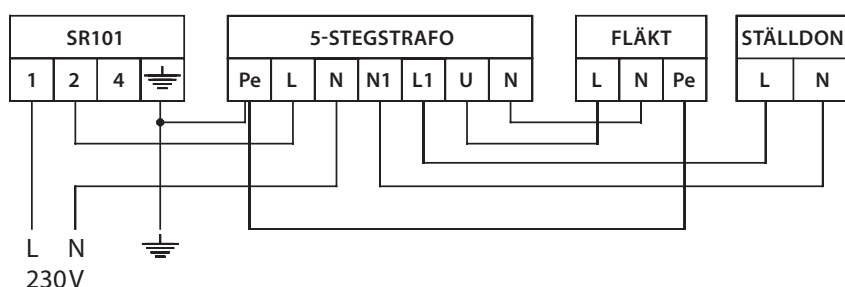 SR101 5-STEGSTRAFO FLÄKT STÄLLDON
1 2 4 Pe L N N1 L1 U N L N Pe L N
L N
230V